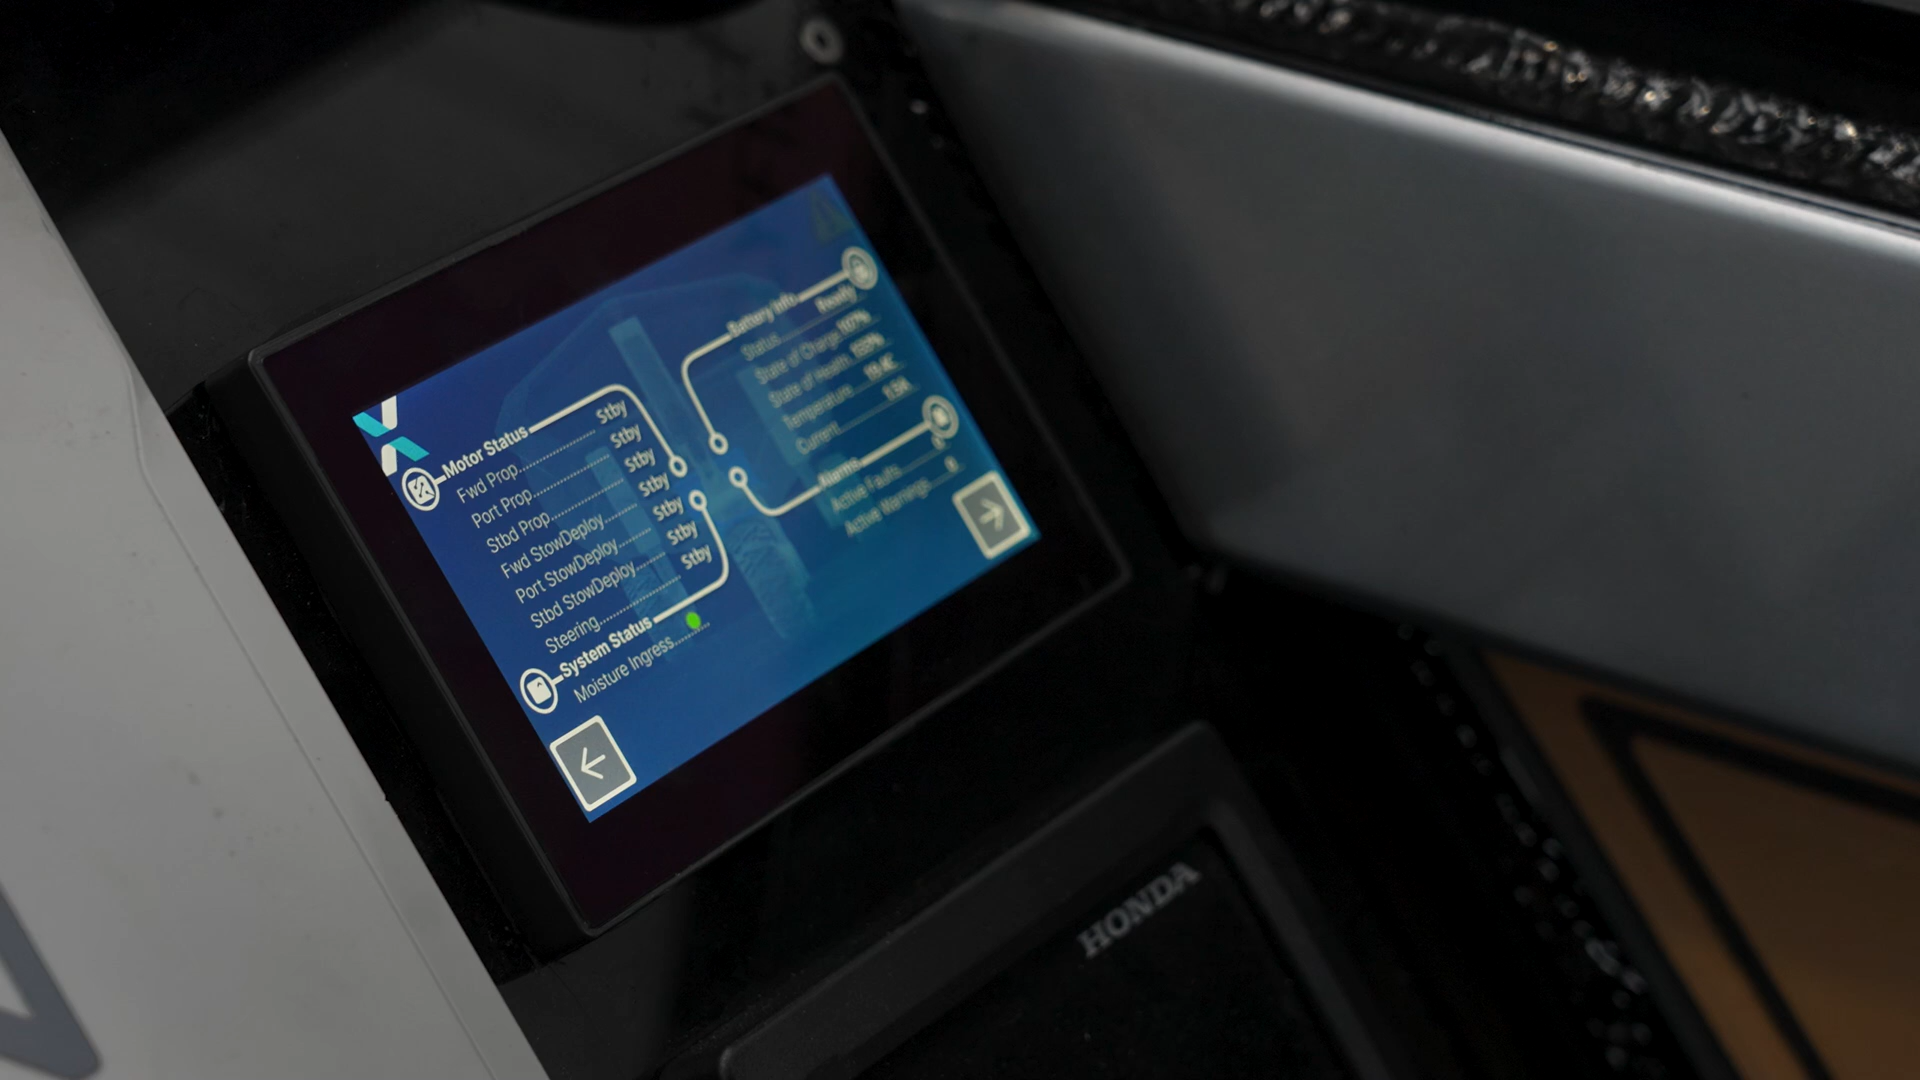 Motor Status
Fwd Prop............ Stby
Port Prop............ Stby
Stbd Prop............ Stby
Fwd StowDeploy....... Stby
Port StowDeploy....... Stby
Stbd StowDeploy....... Stby
Steering............ Stby
System Status
Moisture Ingress.......
Battery Info
Status............ Ready
State of Charge
State of Health
Temperature
Current
Alarms
Active Faults
Active Warnings
HONDA